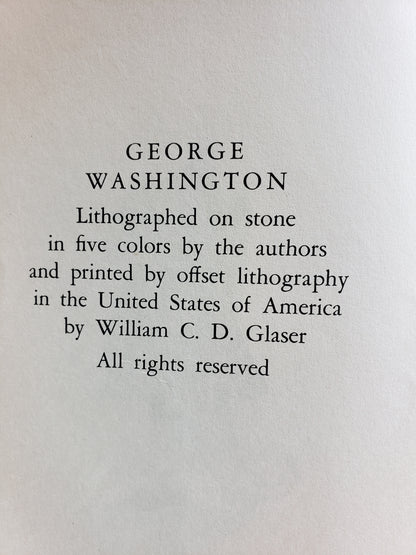 GEORGE
WASHINGTON
Lithographed on stone
in five colors by the authors
and printed by offset lithography
in the United States of America
by William C. D. Glaser
All rights reserved